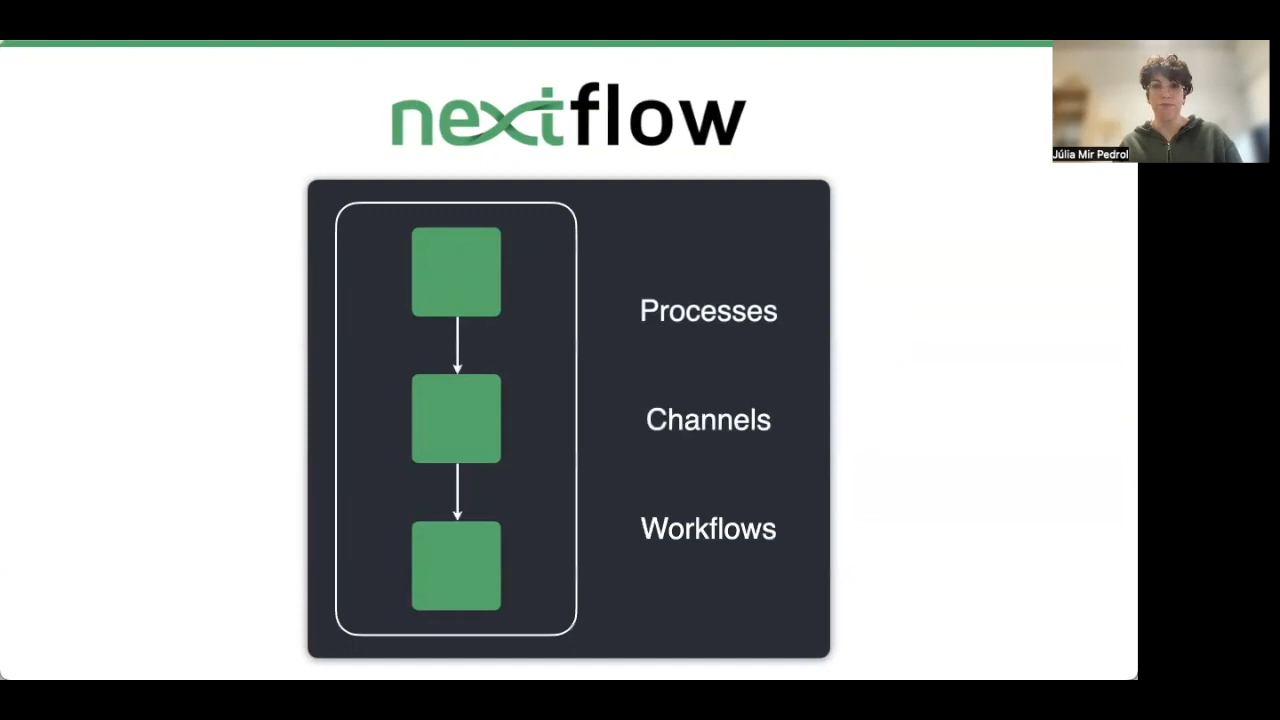 nextflow
Júlia Mir Pedrol
Processes
Channels
Workflows